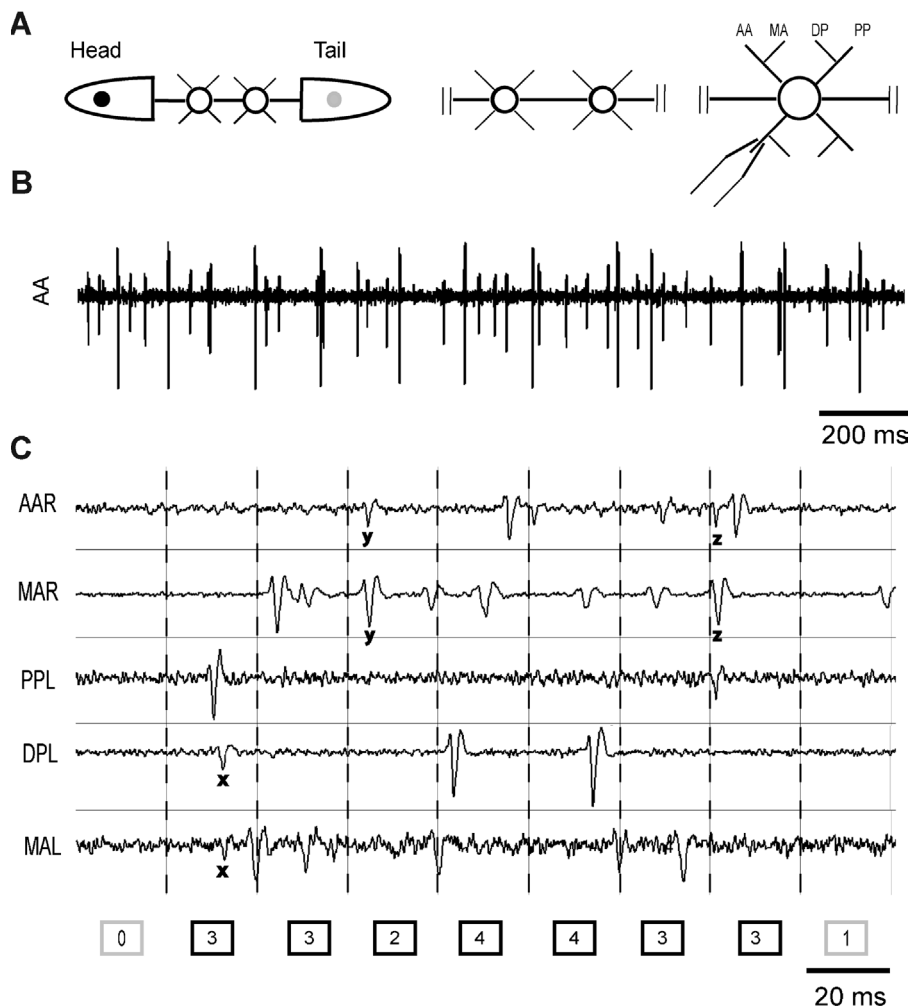 A
Head
Tail
AA MA DP PP
B
AA
200 ms
C
AAR
y
z
MAR
y
z
PPL
DPL
x
MAL
x
0 3 3 2 4 4 3 3 1
20 ms